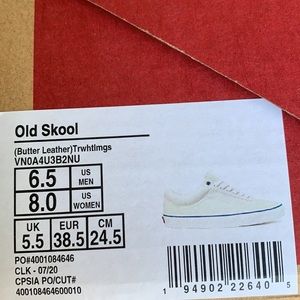 Old Skool
(Butter Leather)Trwhtlmgs
VN0A4U3B2NU
6.5 US MEN
8.0 US WOMEN
UK EUR CM
5.5 38.5 24.5
PO#4001084646
CLK - 07/20
CPSIA PO/CUT#
400108464600010
1 94902 22640 5